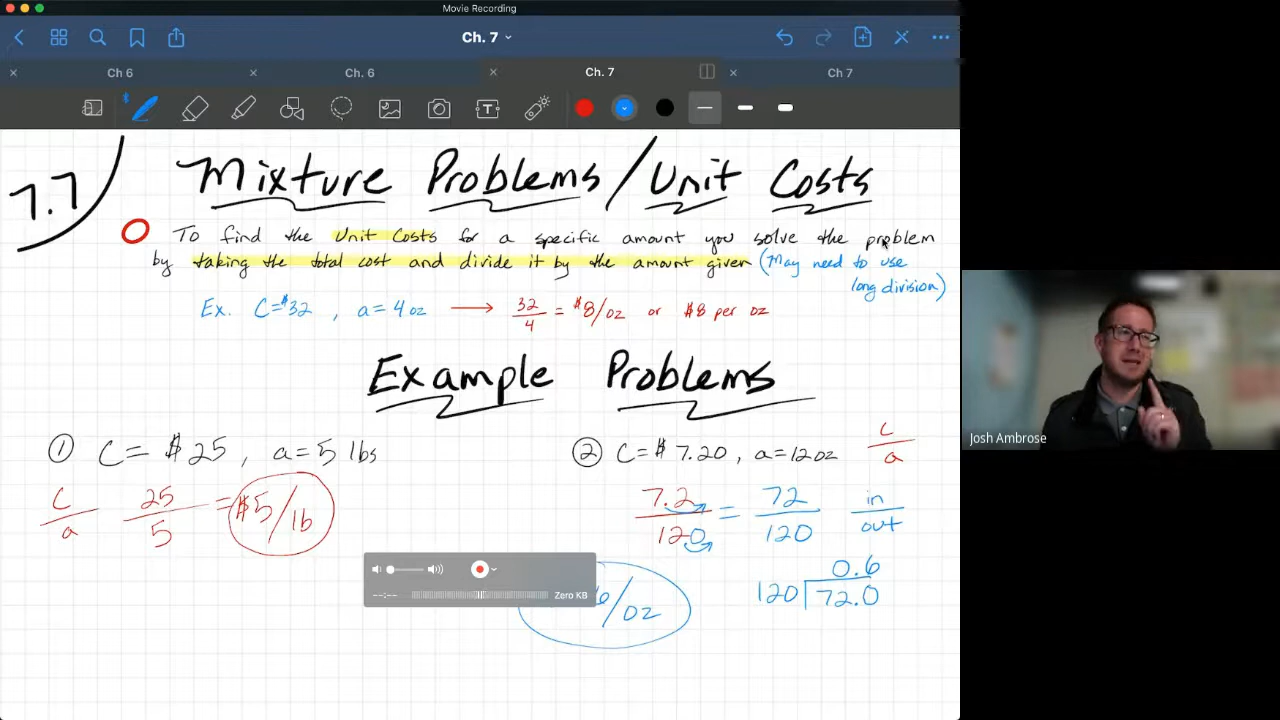 Movie Recording
Ch. 7
Ch 6
Ch. 6
Ch. 7
Ch 7
7.7 Mixture Problems / Unit Costs
To find the Unit Costs for a specific amount you solve the problem
by taking the total cost and divide it by the amount given (May need to use
long division)
Ex. C=$32, a=4oz → 32/4 = $8/oz or $8 per oz
Example Problems
① C=$25, a=5 lbs
C/a 25/5 = $5/lb
② C=$7.20, a=12oz C/a
7.2/120 = 72/120 in/out
0.6
120 72.0
6/oz
--:-- Zero KB
Josh Ambrose